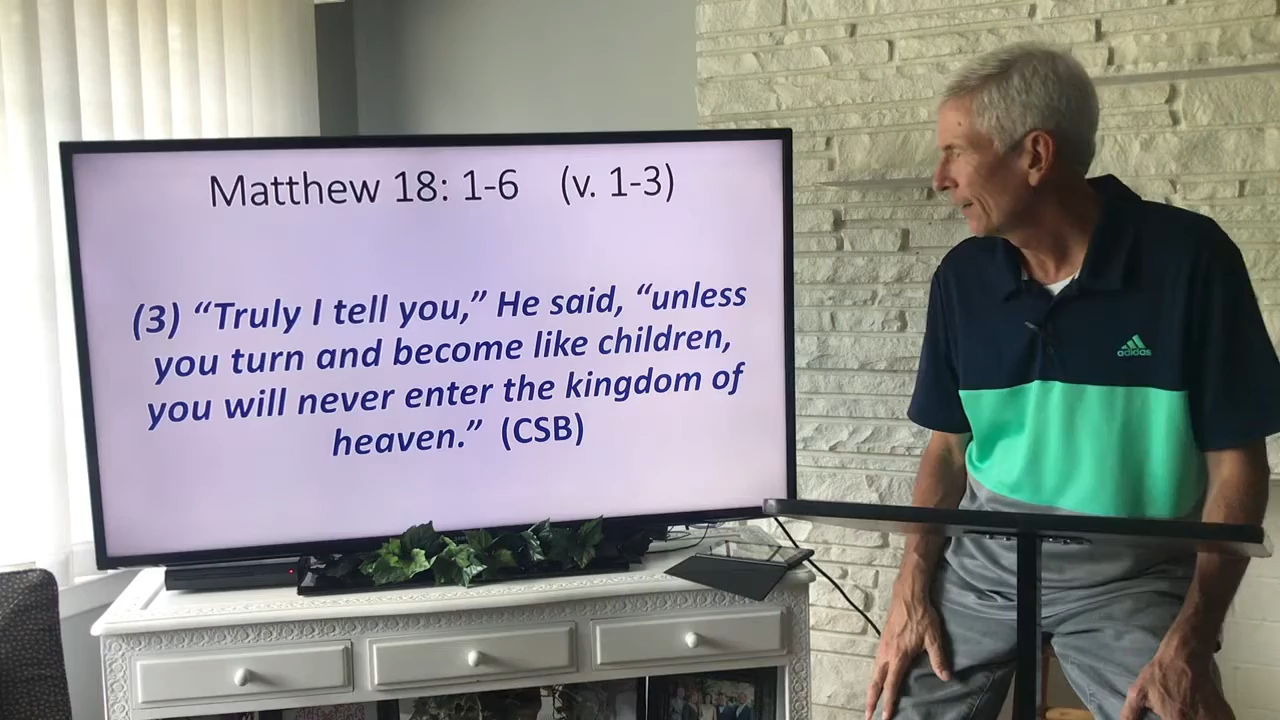 Matthew 18: 1-6 (v. 1-3)
(3) “Truly I tell you,” He said, “unless
you turn and become like children,
you will never enter the kingdom of
heaven.” (CSB)
adidas